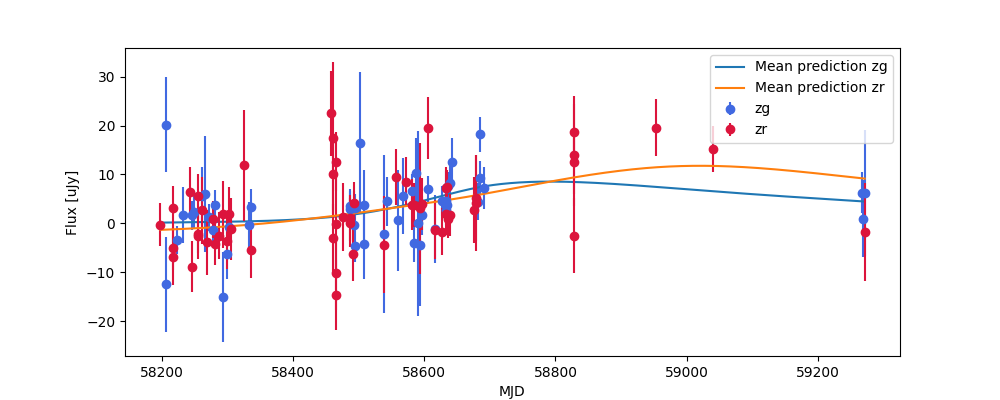 Mean prediction zg
Mean prediction zr
zg
zr
Flux [uJy]
30
20
10
0
−10
−20
58200 58400 58600 58800 59000 59200
MJD